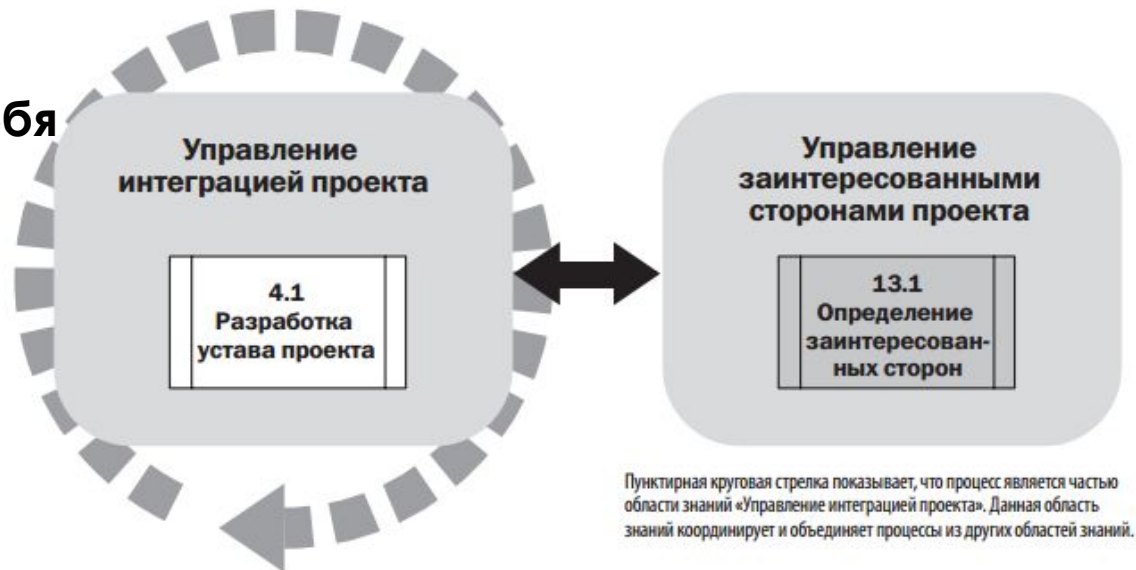 бя
Управление
интеграцией проекта
4.1
Разработка
устава проекта
Управление
заинтересованными
сторонами проекта
13.1
Определение
заинтересован-
ных сторон
Пунктирная круговая стрелка показывает, что процесс является частью
области знаний «Управление интеграцией проекта». Данная область
знаний координирует и объединяет процессы из других областей знаний.